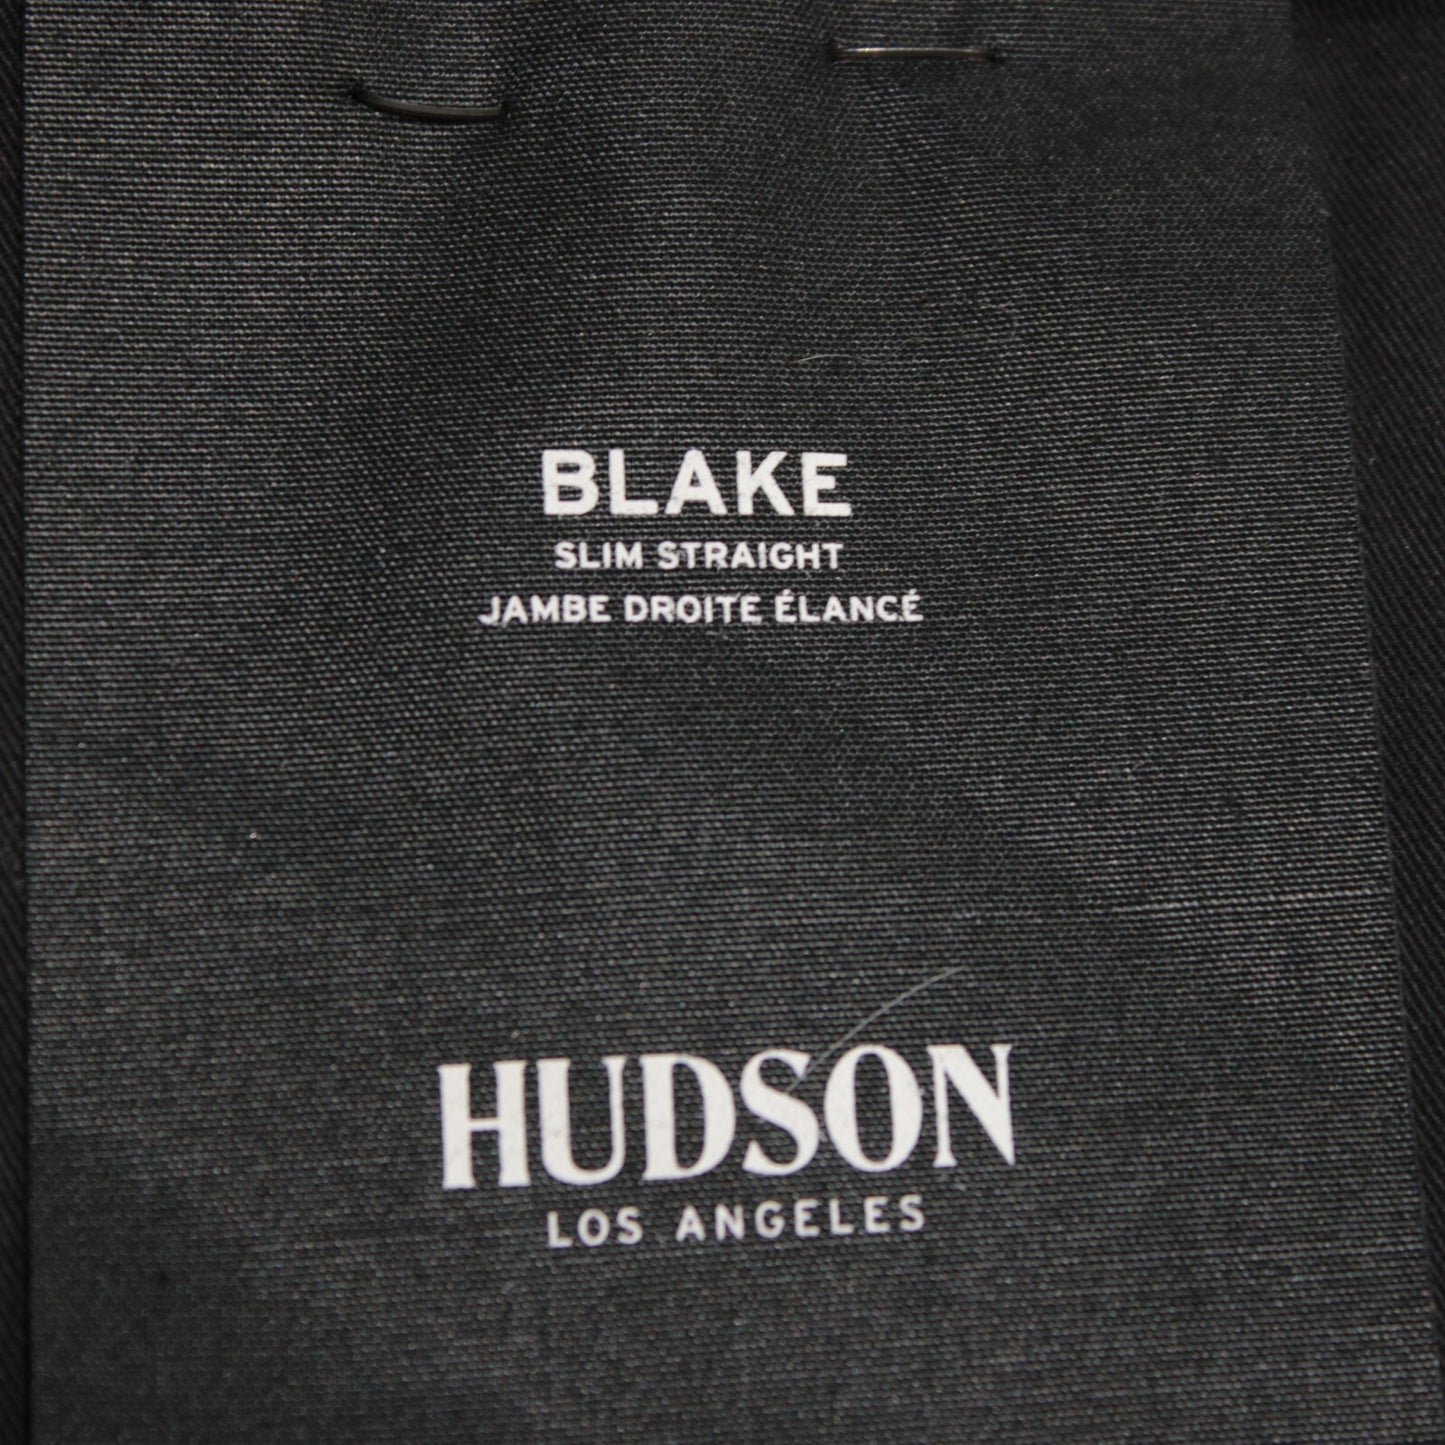 BLAKE
SLIM STRAIGHT
JAMBE DROITE ÉLANCÉ
HUDSON
LOS ANGELES